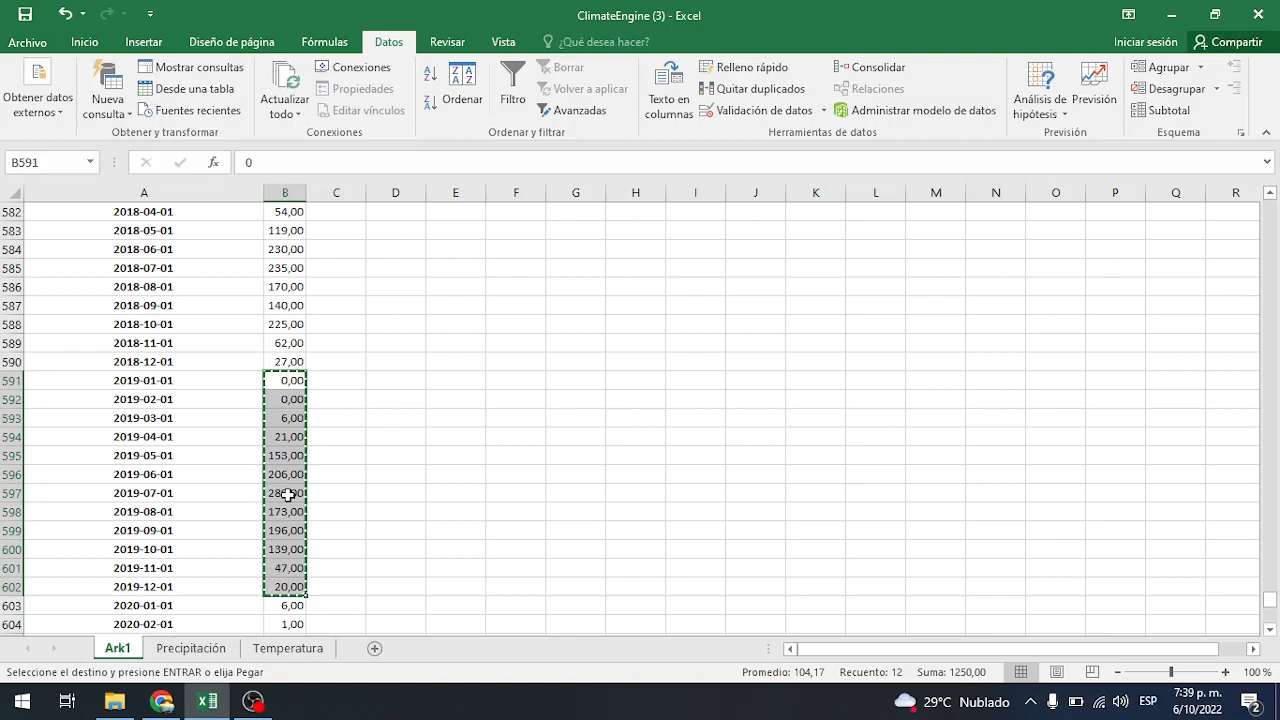 ClimateEngine (3) - Excel
Archivo Inicio Insertar Diseño de página Fórmulas Datos Revisar Vista ¿Qué desea hacer? Iniciar sesión Compartir
Obtener datos externos
Nueva consulta
Mostrar consultas
Desde una tabla
Fuentes recientes
Obtener y transformar
Actualizar todo
Conexiones
Propiedades
Editar vínculos
Conexiones
Ordenar
Filtro
Borrar
Volver a aplicar
Avanzadas
Ordenar y filtrar
Texto en columnas
Relleno rápido
Quitar duplicados
Validación de datos
Consolidar
Relaciones
Administrar modelo de datos
Herramientas de datos
Análisis de hipótesis
Previsión
Previsión
Agrupar
Desagrupar
Subtotal
Esquema
B591 fx 0
A B C D E F G H I J K L M N O P Q R
582 2018-04-01 54,00
583 2018-05-01 119,00
584 2018-06-01 230,00
585 2018-07-01 235,00
586 2018-08-01 170,00
587 2018-09-01 140,00
588 2018-10-01 225,00
589 2018-11-01 62,00
590 2018-12-01 27,00
591 2019-01-01 0,00
592 2019-02-01 0,00
593 2019-03-01 6,00
594 2019-04-01 21,00
595 2019-05-01 153,00
596 2019-06-01 206,00
597 2019-07-01
598 2019-08-01 173,00
599 2019-09-01 196,00
600 2019-10-01 139,00
601 2019-11-01 47,00
602 2019-12-01 20,00
603 2020-01-01 6,00
604 2020-02-01 1,00
Ark1 Precipitación Temperatura
Seleccione el destino y presione ENTRAR o elija Pegar Promedio: 104,17 Recuento: 12 Suma: 1250,00 100 %
29°C Nublado ESP 7:39 p. m.
6/10/2022 2